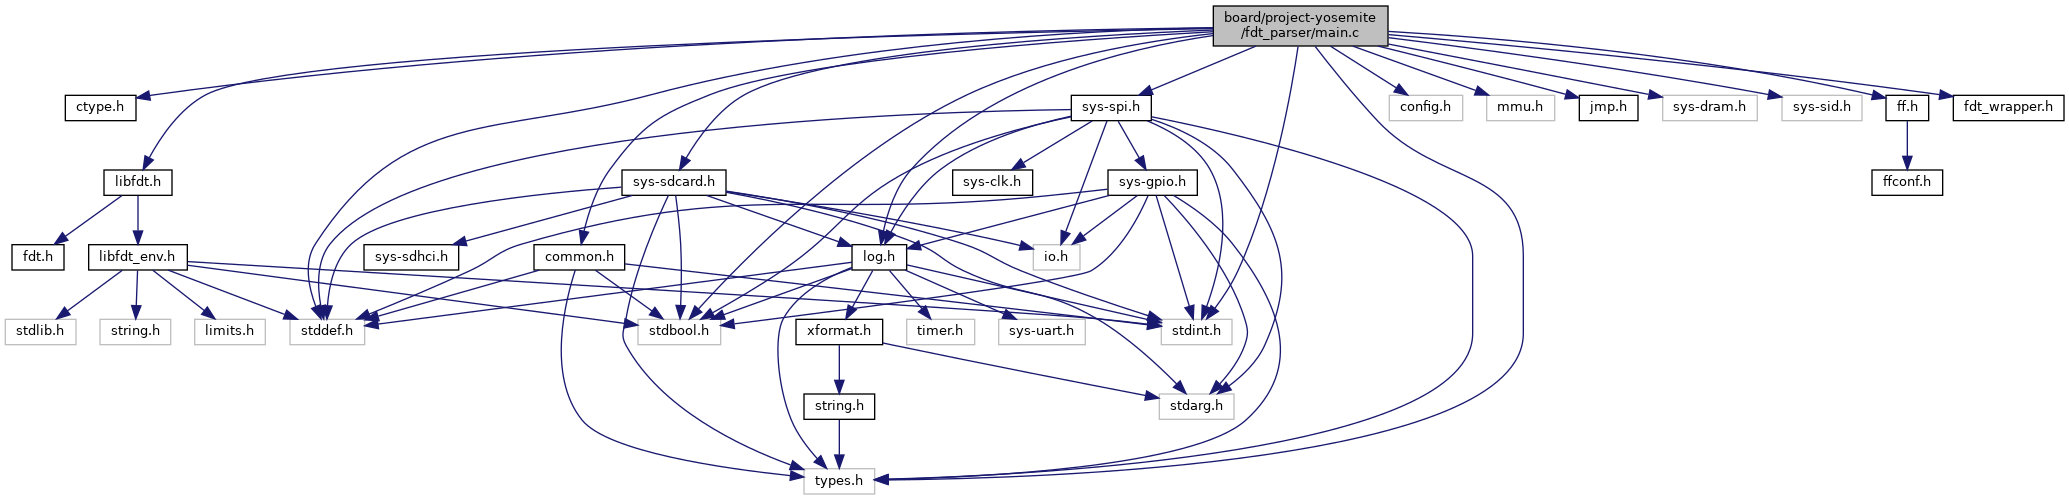 board/project-yosemite
/fdt_parser/main.c
ctype.h
sys-spi.h
config.h
mmu.h
jmp.h
sys-dram.h
sys-sid.h
ff.h
fdt_wrapper.h
libfdt.h
sys-sdcard.h
sys-clk.h
sys-gpio.h
ffconf.h
fdt.h
libfdt_env.h
sys-sdhci.h
common.h
log.h
io.h
stdlib.h
string.h
limits.h
stddef.h
stdbool.h
xformat.h
timer.h
sys-uart.h
stdint.h
string.h
stdarg.h
types.h